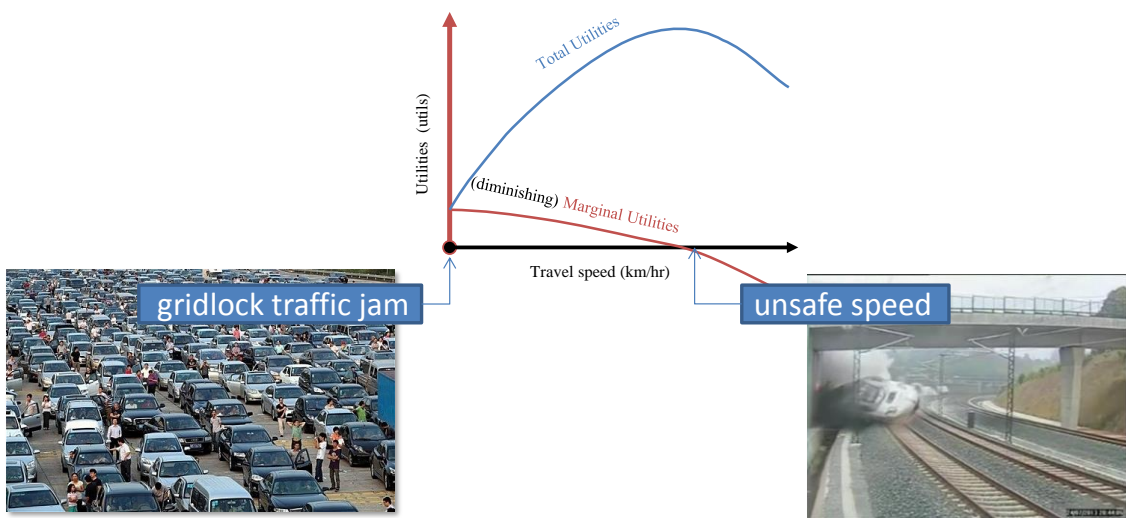 Total Utilities
Utilities (utils)
(diminishing) Marginal Utilities
Travel speed (km/hr)
gridlock traffic jam
unsafe speed